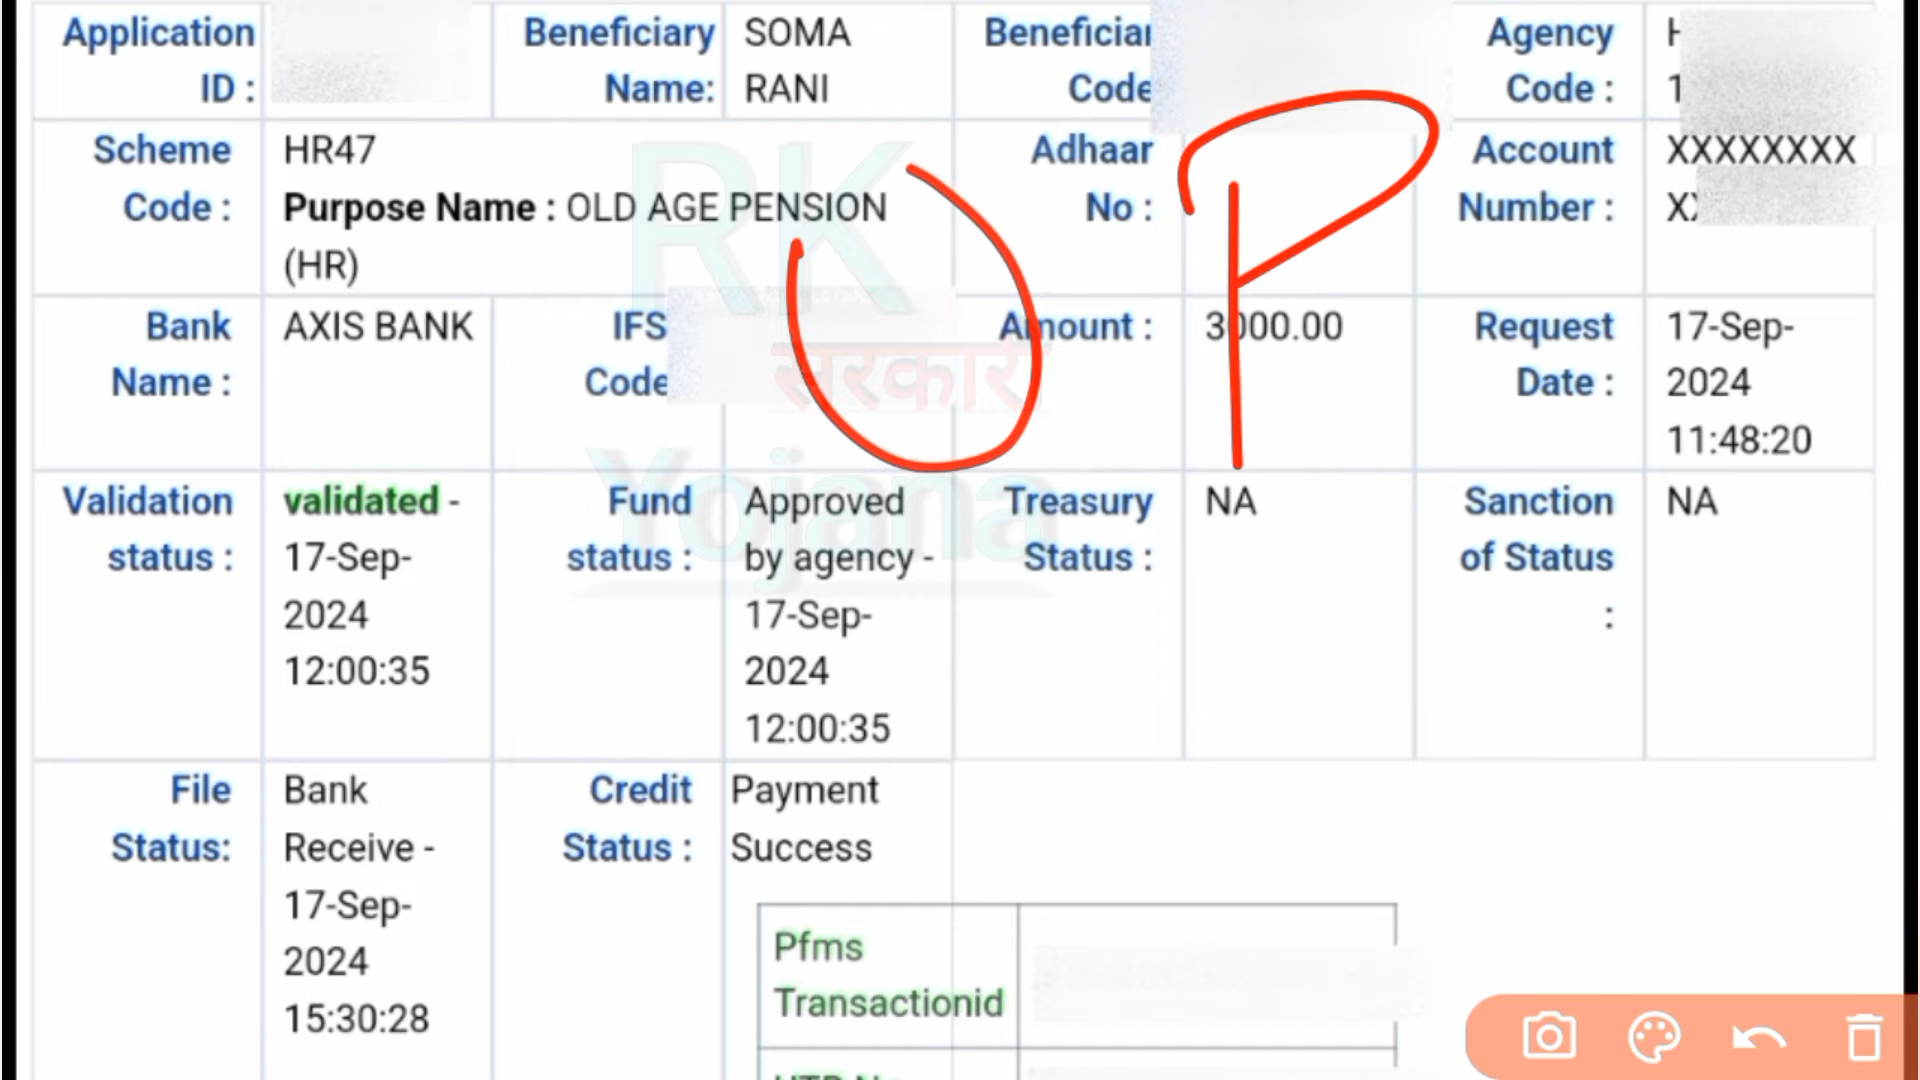 Application ID :
Beneficiary Name: SOMA RANI
Code
Agency Code :
Scheme Code : HR47
Purpose Name : OLD AGE PENSION (HR)
Adhaar No :
Account Number : XXXXXXXX
Bank Name : AXIS BANK
IFS
Code
Amount : 3000.00
Request Date : 17-Sep-2024 11:48:20
Validation status : validated - 17-Sep-2024 12:00:35
Fund status : Approved by agency - 17-Sep-2024 12:00:35
Treasury Status : NA
Sanction of Status : NA
File Status: Bank Receive - 17-Sep-2024 15:30:28
Credit Status : Payment Success
Pfms Transactionid
RK
सरकारी
Yojana
P